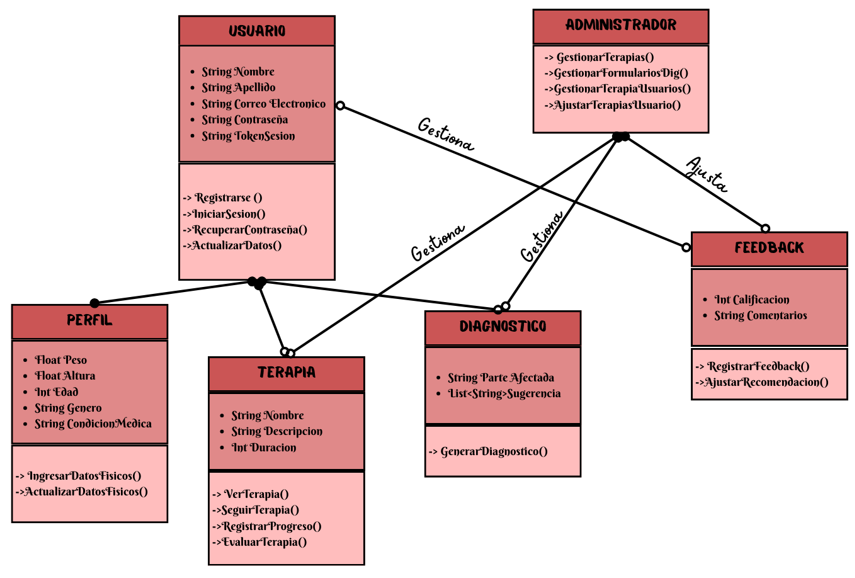 USUARIO
• String Nombre
• String Apellido
• String Correo Electronico
• String Contraseña
• String TokenSesion
-> Registrarse ()
->IniciarSesion()
->RecuperarContraseña()
->ActualizarDatos()
ADMINISTRADOR
-> GestionarTerapias()
->GestionarFormulariosDig()
->GestionarTerapiaUsuarios()
->AjustarTerapiasUsuario()
Gestiona
Ajusta
Gestiona
Gestiona
FEEDBACK
• Int Calificacion
• String Comentarios
-> RegistrarFeedback()
->AjustarRecomendacion()
PERFIL
• Float Peso
• Float Altura
• Int Edad
• String Genero
• String CondicionMedica
-> IngresarDatosFisicos()
->ActualizarDatosFisicos()
TERAPIA
• String Nombre
• String Descripcion
• Int Duracion
-> VerTerapia()
->SeguirTerapia()
->RegistrarProgreso()
->EvaluarTerapia()
DIAGNOSTICO
• String Parte Afectada
• List<String>Sugerencia
-> GenerarDiagnostico()